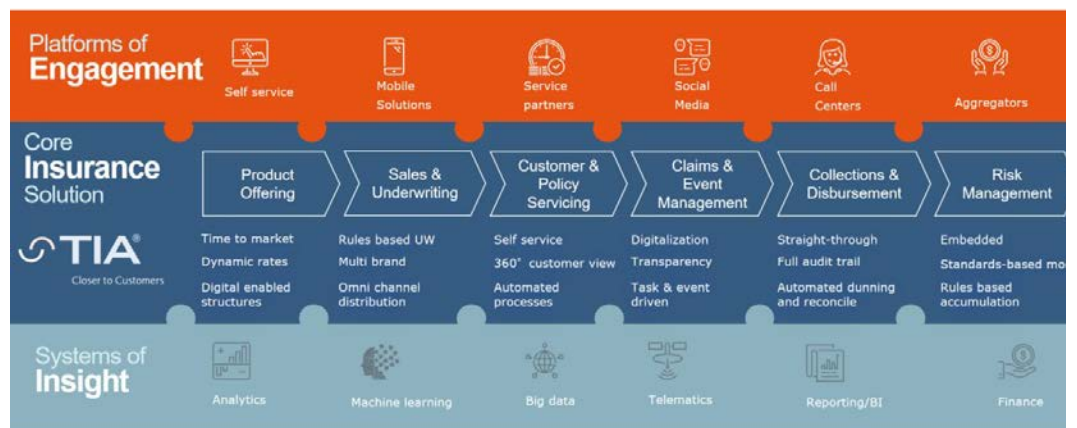 Platforms of
Engagement
Self service
Mobile
Solutions
Service
partners
Social
Media
Call
Centers
Aggregators
Core
Insurance
Solution
TIA®
Closer to Customers
Product
Offering
Sales &
Underwriting
Customer &
Policy
Servicing
Claims &
Event
Management
Collections &
Disbursement
Risk
Management
Time to market
Dynamic rates
Digital enabled
structures
Rules based UW
Multi brand
Omni channel
distribution
Self service
360° customer view
Automated
processes
Digitalization
Transparency
Task & event
driven
Straight-through
Full audit trail
Automated dunning
and reconcile
Embedded
Standards-based mo
Rules based
accumulation
Systems of
Insight
Analytics
Machine learning
Big data
Telematics
Reporting/BI
Finance